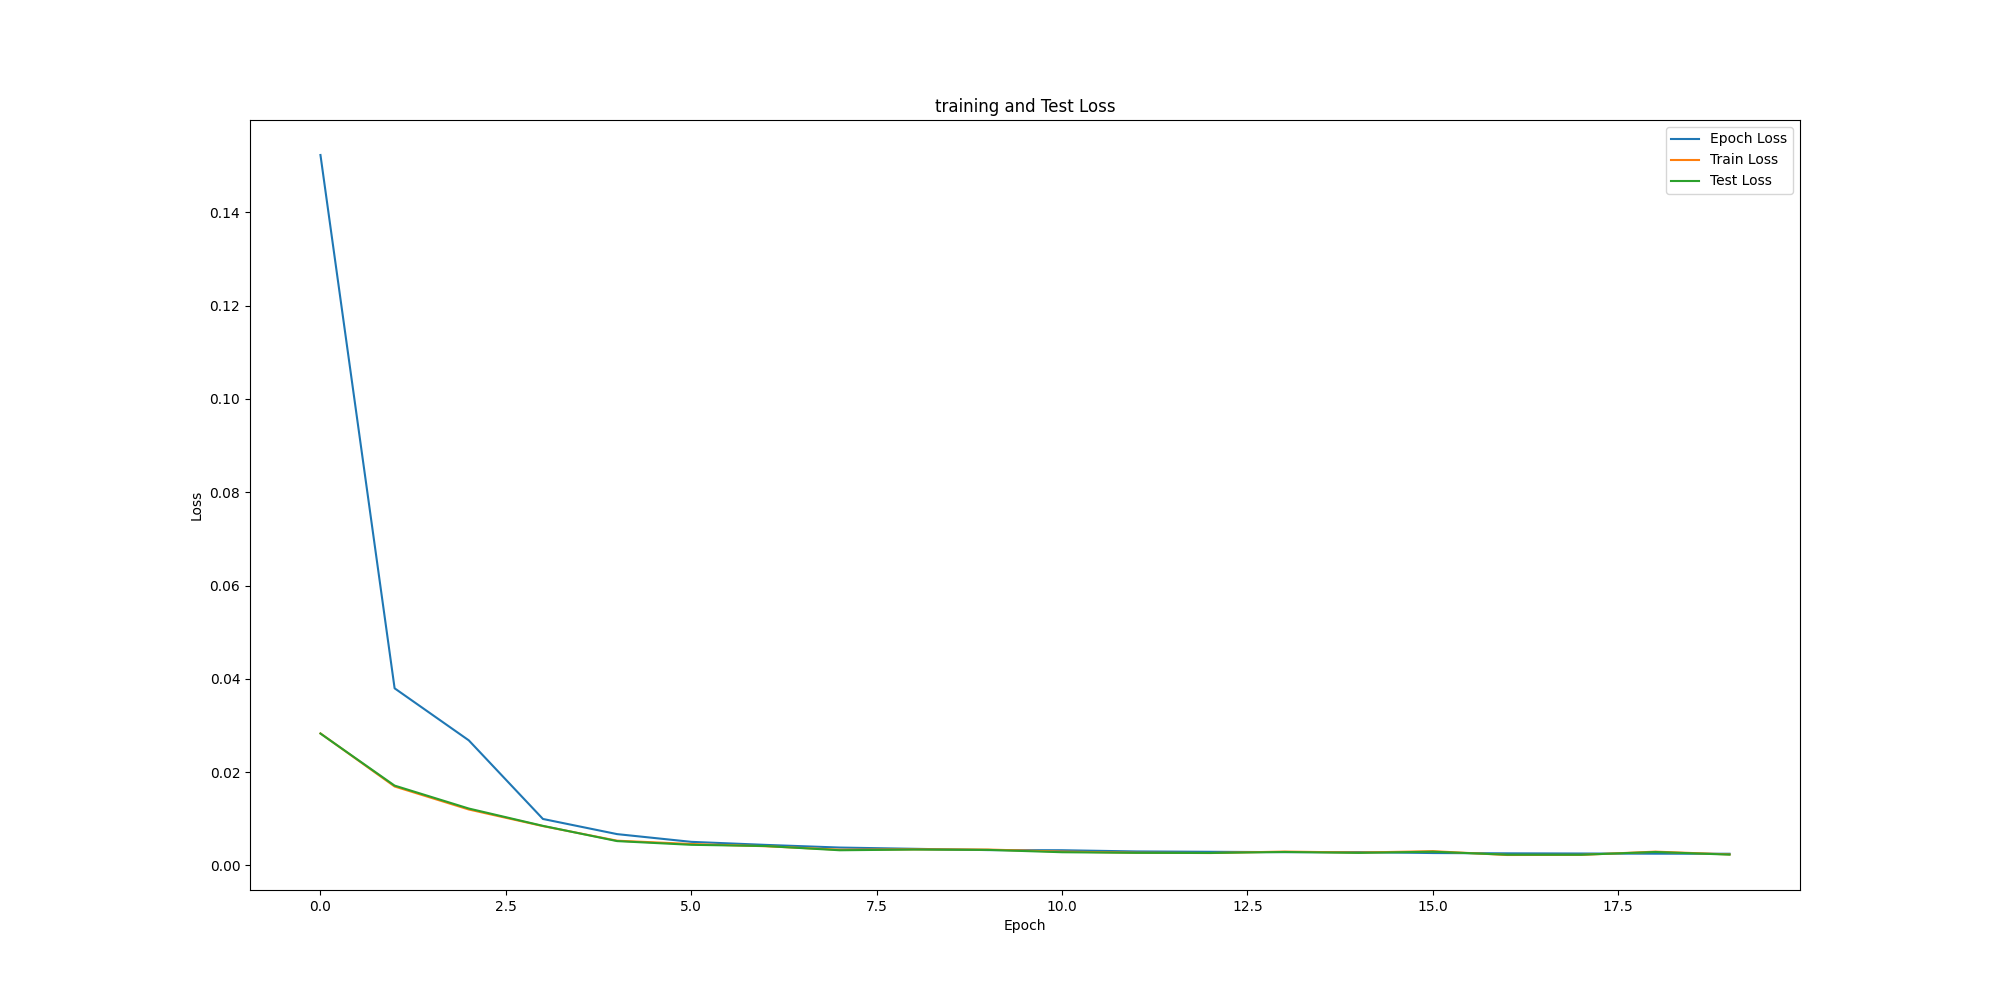 training and Test Loss
Epoch Loss
Train Loss
Test Loss
0.14
0.12
0.10
0.08
0.06
0.04
0.02
0.00
Loss
0.0 2.5 5.0 7.5 10.0 12.5 15.0 17.5
Epoch